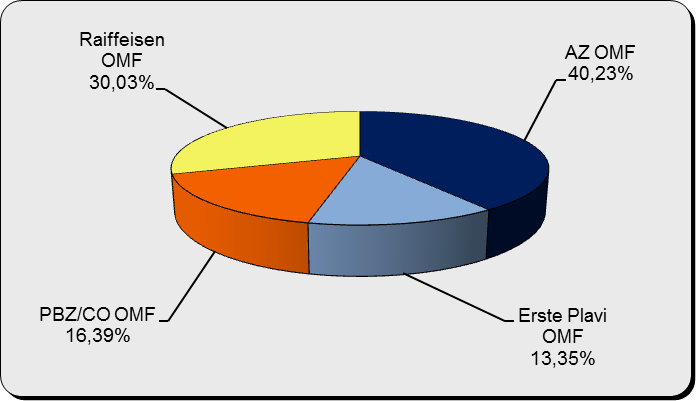 Raiffeisen
OMF
30,03%
AZ OMF
40,23%
PBZ/CO OMF
16,39%
Erste Plavi
OMF
13,35%